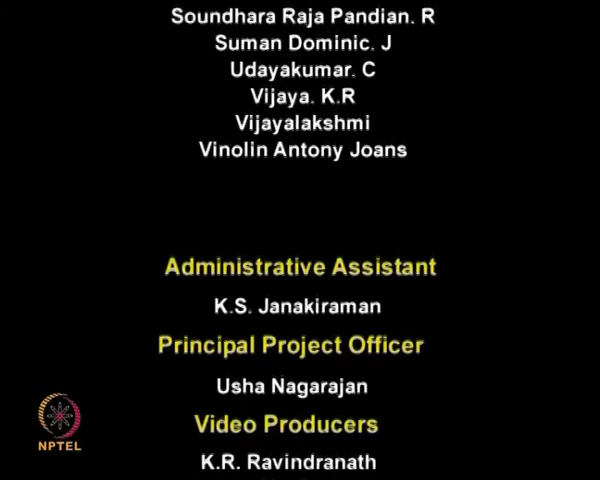 Soundhara Raja Pandian. R
Suman Dominic. J
Udayakumar. C
Vijaya. K.R
Vijayalakshmi
Vinolin Antony Joans
Administrative Assistant
K.S. Janakiraman
Principal Project Officer
Usha Nagarajan
Video Producers
K.R. Ravindranath
NPTEL